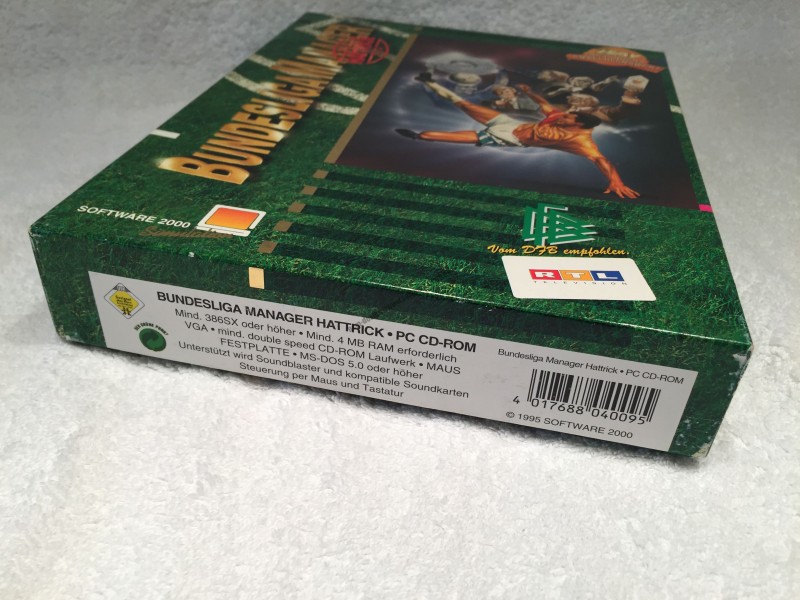 BUNDESLIGA MANAGER
HATTRICK
SOFTWARE 2000
Vom DFB empfohlen.
RTL
TELEVISION
BUNDESLIGA MANAGER HATTRICK • PC CD-ROM
Mind. 386SX oder höher • Mind. 4 MB RAM erforderlich
VGA • mind. double speed CD-ROM Laufwerk • MAUS
FESTPLATTE • MS-DOS 5.0 oder höher
Unterstützt wird Soundblaster und kompatible Soundkarten
Steuerung per Maus und Tastatur
Bundesliga Manager Hattrick • PC CD-ROM
4 017688 040095
© 1995 SOFTWARE 2000